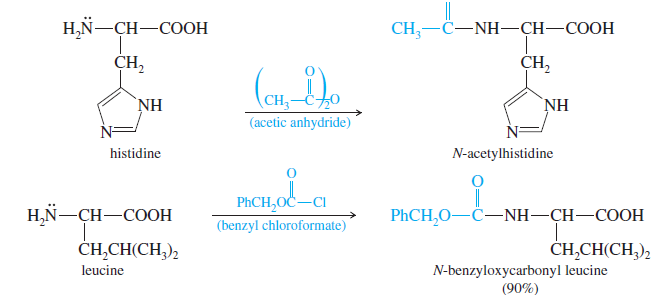 H₂N̈—CH—COOH
CH₂
NH
N
histidine
O
(CH₃—C)₂O
(acetic anhydride)
CH₃—C—NH—CH—COOH
CH₂
NH
N
N-acetylhistidine
H₂N̈—CH—COOH
CH₂CH(CH₃)₂
leucine
O
PhCH₂OC—Cl
(benzyl chloroformate)
O
PhCH₂O—C—NH—CH—COOH
CH₂CH(CH₃)₂
N-benzyloxycarbonyl leucine
(90%)